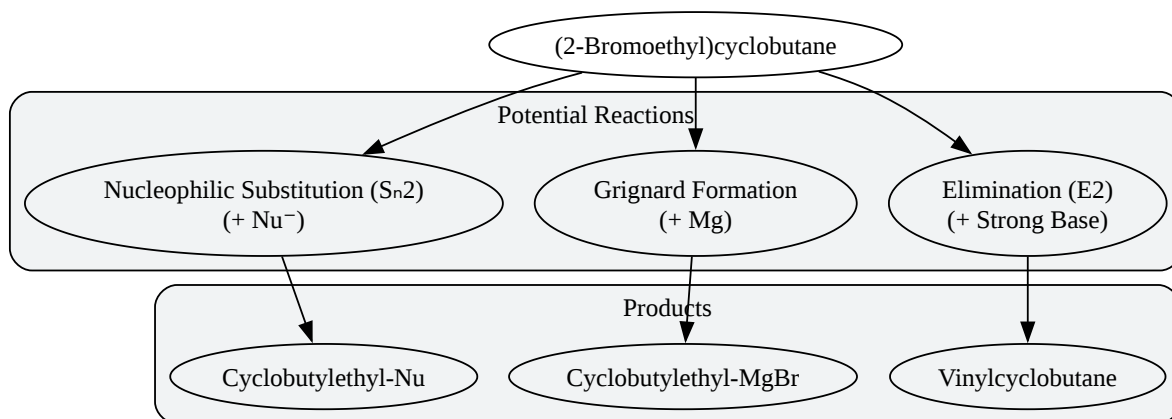 (2-Bromoethyl)cyclobutane
Potential Reactions
Nucleophilic Substitution (Sₙ2)
(+ Nu⁻)
Grignard Formation
(+ Mg)
Elimination (E2)
(+ Strong Base)
Products
Cyclobutylethyl-Nu
Cyclobutylethyl-MgBr
Vinylcyclobutane